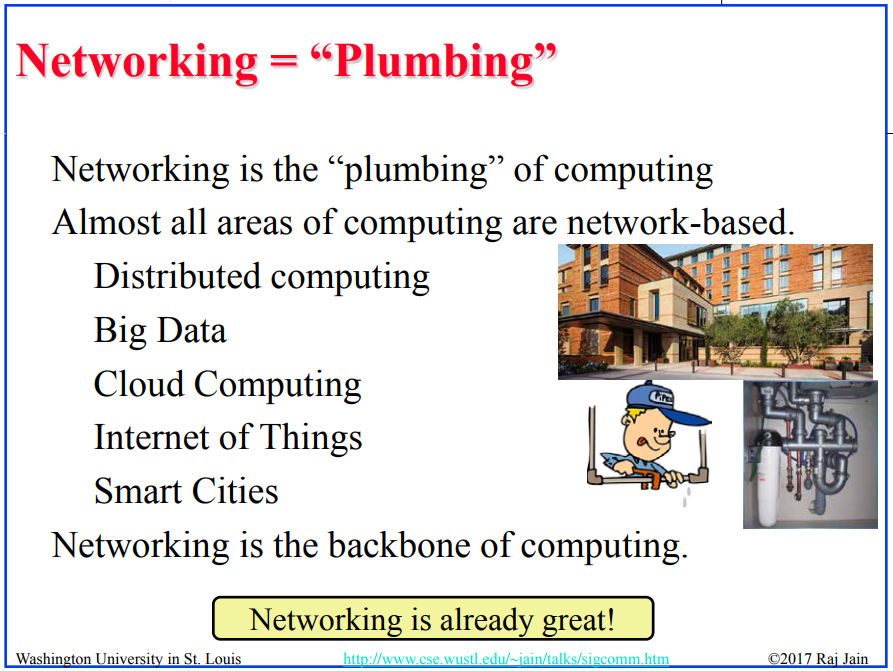 Networking = “Plumbing”
Networking is the “plumbing” of computing
Almost all areas of computing are network-based.
Distributed computing
Big Data
Cloud Computing
Internet of Things
Smart Cities
Networking is the backbone of computing.
Networking is already great!
Washington University in St. Louis
http://www.cse.wustl.edu/~jain/talks/sigcomm.htm
©2017 Raj Jain